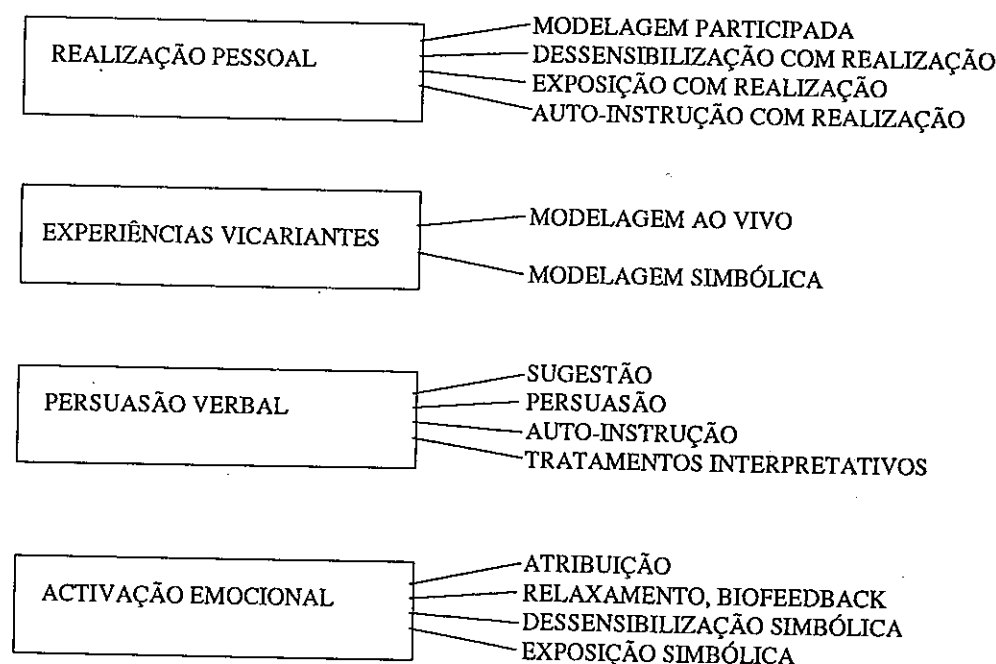 REALIZAÇÃO PESSOAL
MODELAGEM PARTICIPADA
DESSENSIBILIZAÇÃO COM REALIZAÇÃO
EXPOSIÇÃO COM REALIZAÇÃO
AUTO-INSTRUÇÃO COM REALIZAÇÃO
EXPERIÊNCIAS VICARIANTES
MODELAGEM AO VIVO
MODELAGEM SIMBÓLICA
PERSUASÃO VERBAL
SUGESTÃO
PERSUASÃO
AUTO-INSTRUÇÃO
TRATAMENTOS INTERPRETATIVOS
ACTIVAÇÃO EMOCIONAL
ATRIBUIÇÃO
RELAXAMENTO, BIOFEEDBACK
DESSENSIBILIZAÇÃO SIMBÓLICA
EXPOSIÇÃO SIMBÓLICA